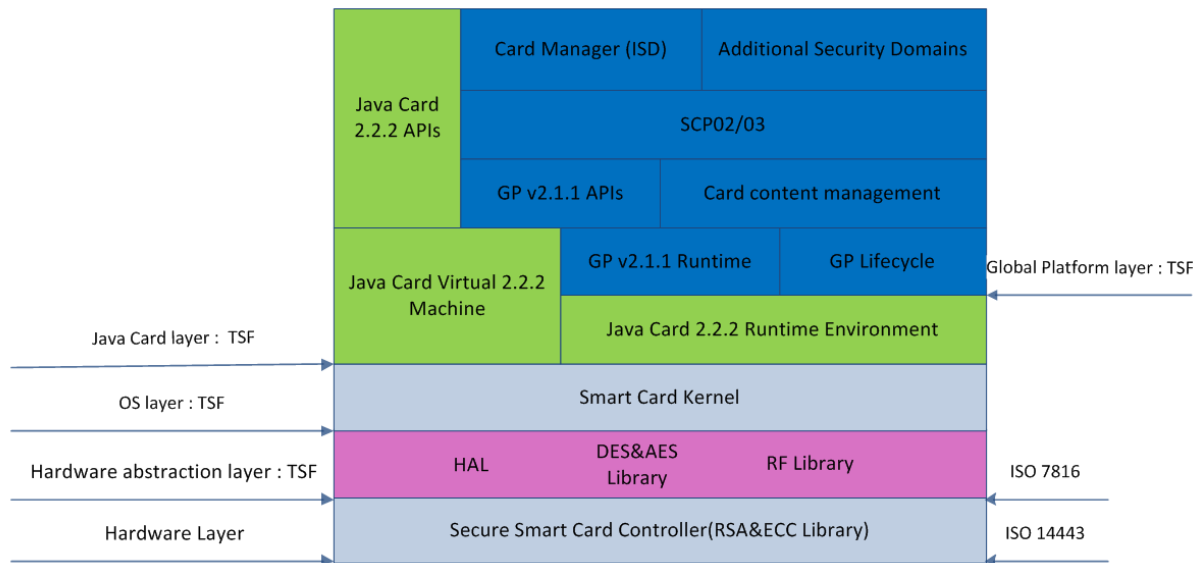 Card Manager (ISD)
Additional Security Domains
Java Card
2.2.2 APIs
SCP02/03
GP v2.1.1 APIs
Card content management
Java Card Virtual 2.2.2
Machine
GP v2.1.1 Runtime
GP Lifecycle
Global Platform layer : TSF
Java Card 2.2.2 Runtime Environment
Java Card layer :  TSF
Smart Card Kernel
OS layer : TSF
HAL
DES&AES
Library
RF Library
Hardware abstraction layer : TSF
ISO 7816
Secure Smart Card Controller(RSA&ECC Library)
Hardware Layer
ISO 14443